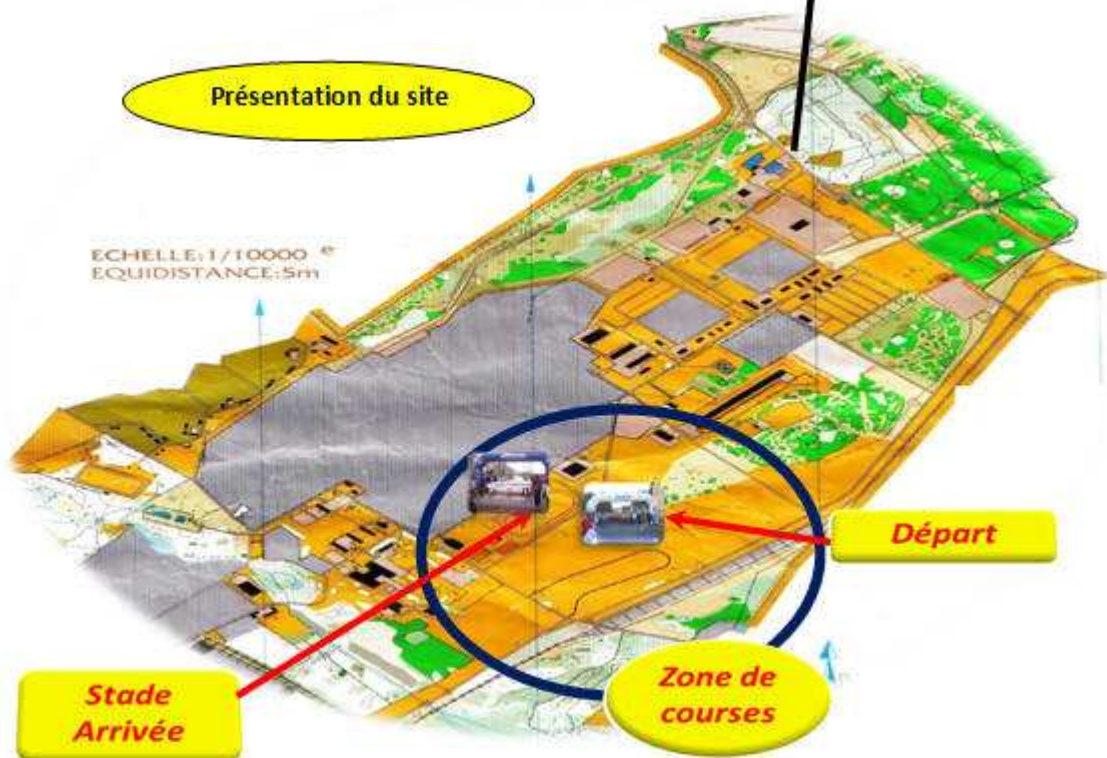 Présentation du site
ECHELLE:1/10000 e
EQUIDISTANCE:5m
Départ
Stade
Arrivée
Zone de
courses